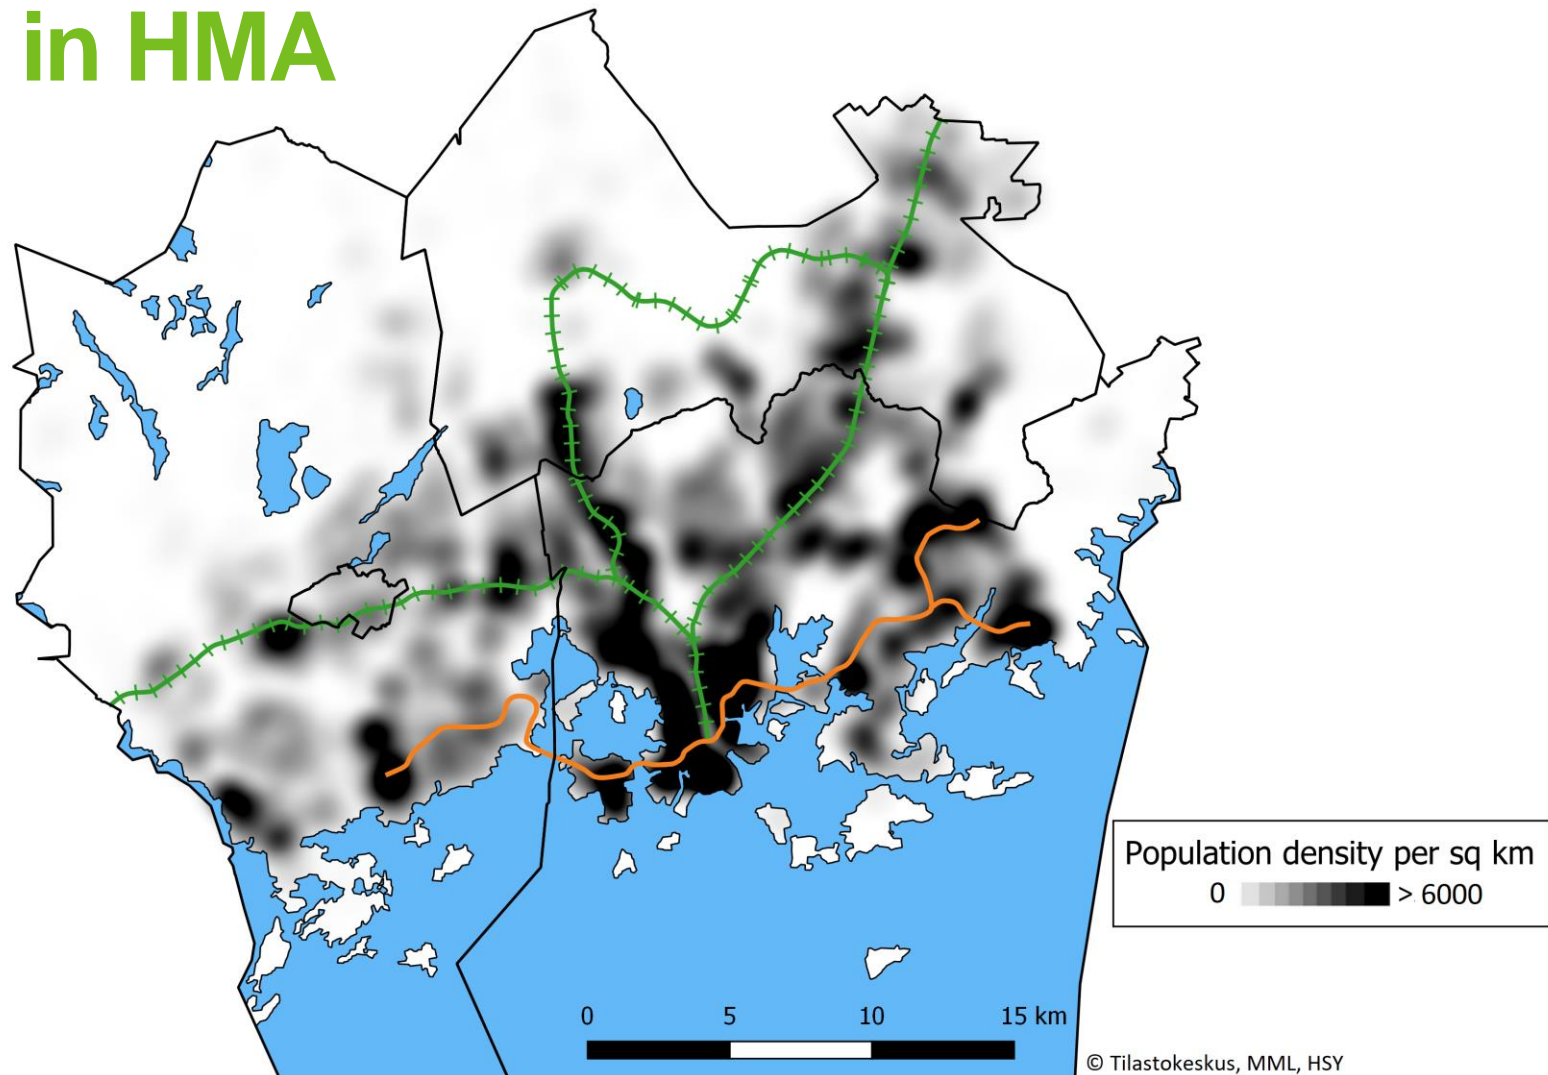 in HMA
Population density per sq km
0 > 6000
0 5 10 15 km
© Tilastokeskus, MML, HSY